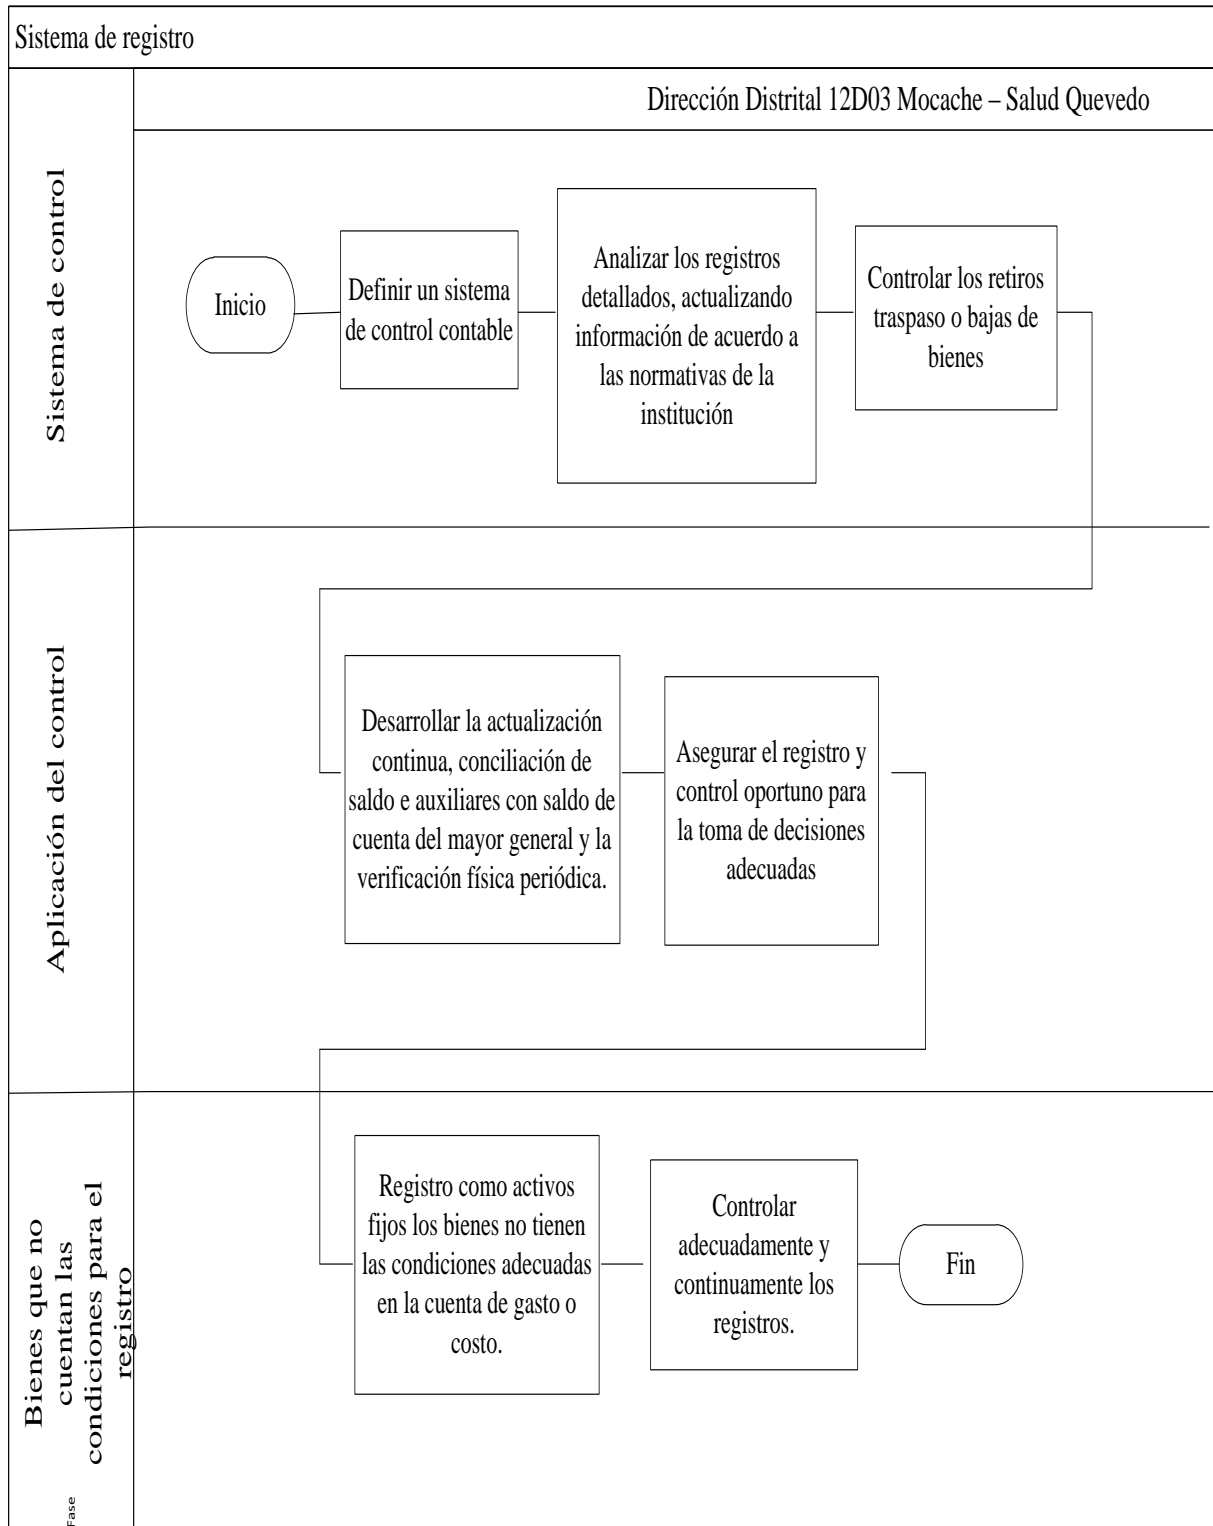 Sistema de registro
Dirección Distrital 12D03 Mocache – Salud Quevedo
Sistema de control
Inicio
Definir un sistema
de control contable
Analizar los registros
detallados, actualizando
información de acuerdo a
las normativas de la
institución
Controlar los retiros
traspaso o bajas de
bienes
Aplicación del control
Desarrollar la actualización
continua, conciliación de
saldo e auxiliares con saldo de
cuenta del mayor general y la
verificación física periódica.
Asegurar el registro y
control oportuno para
la toma de decisiones
adecuadas
Bienes que no
cuentan las
condiciones para el
registro
Registro como activos
fijos los bienes no tienen
las condiciones adecuadas
en la cuenta de gasto o
costo.
Controlar
adecuadamente y
continuamente los
registros.
Fin
Fase